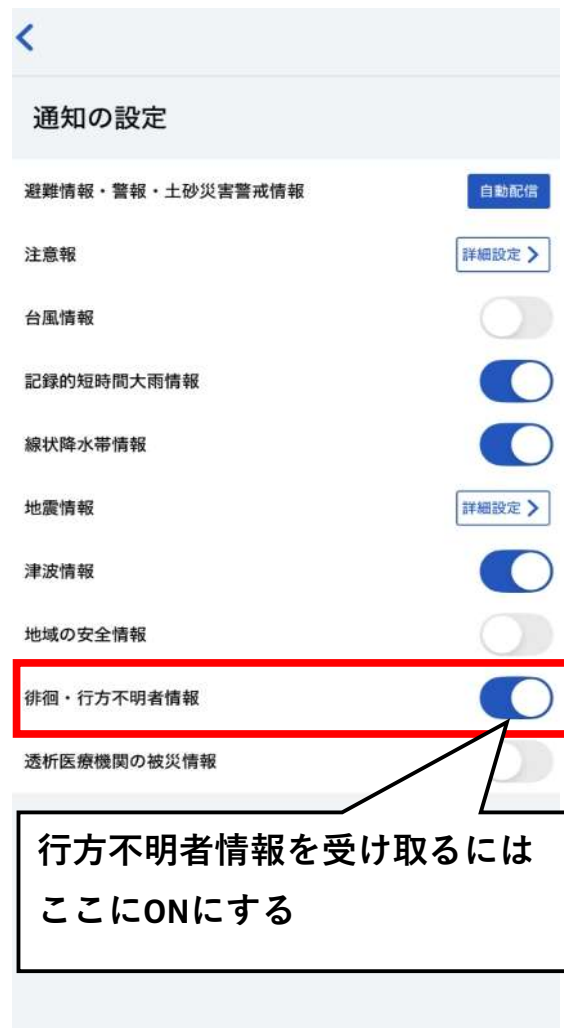 通知の設定
避難情報・警報・土砂災害警戒情報 自動配信
注意報 詳細設定
台風情報
記録的短時間大雨情報
線状降水帯情報
地震情報 詳細設定
津波情報
地域の安全情報
徘徊・行方不明者情報
透析医療機関の被災情報
行方不明者情報を受け取るには
ここにONにする